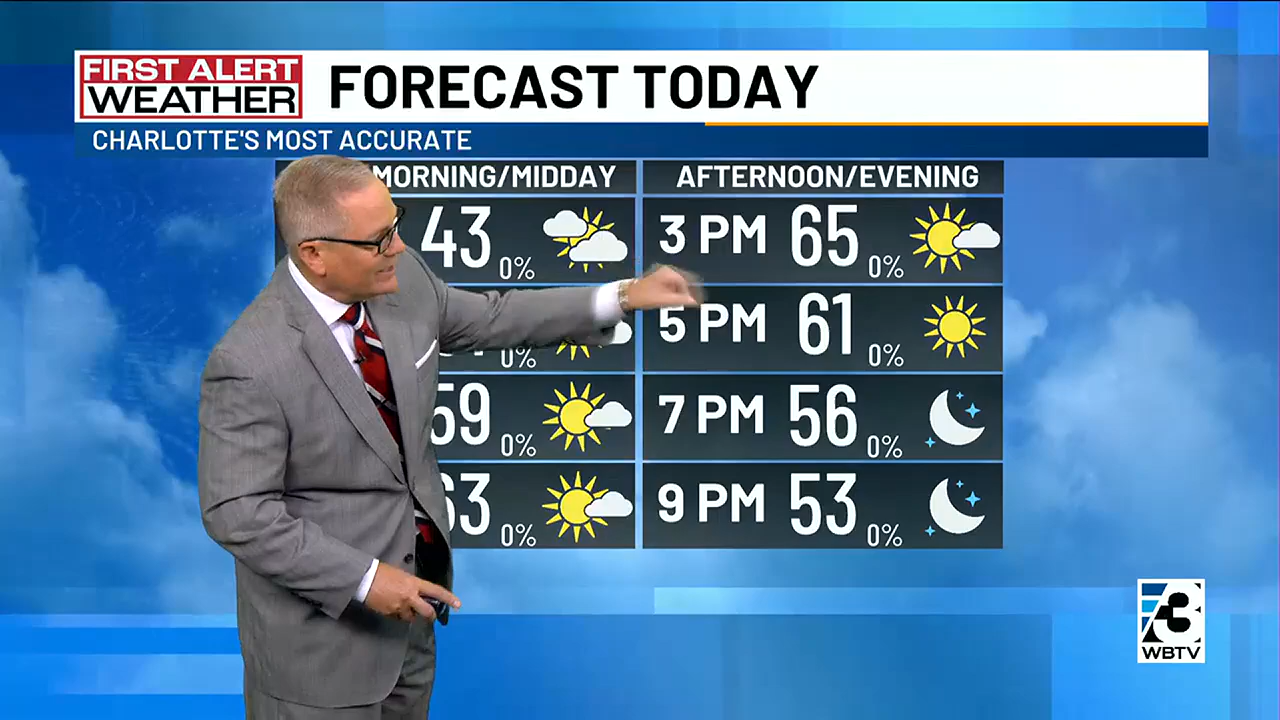 FIRST ALERT
WEATHER
FORECAST TODAY
CHARLOTTE'S MOST ACCURATE
MORNING/MIDDAY
43 0%
0%
59 0%
63 0%
AFTERNOON/EVENING
3 PM 65 0%
5 PM 61 0%
7 PM 56 0%
9 PM 53 0%
3
WBTV